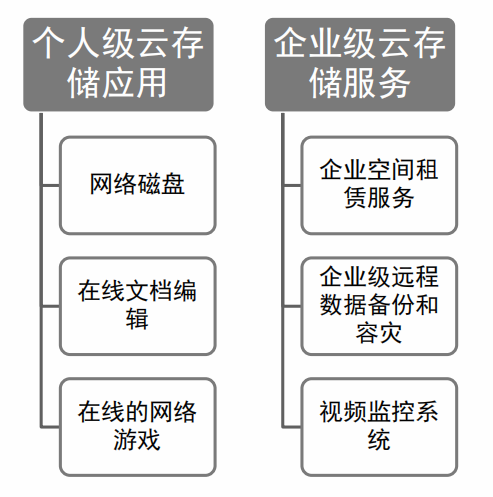 个人级云存
储应用
网络磁盘
在线文档编
辑
在线的网络
游戏
企业级云存
储服务
企业空间租
赁服务
企业级远程
数据备份和
容灾
视频监控系
统